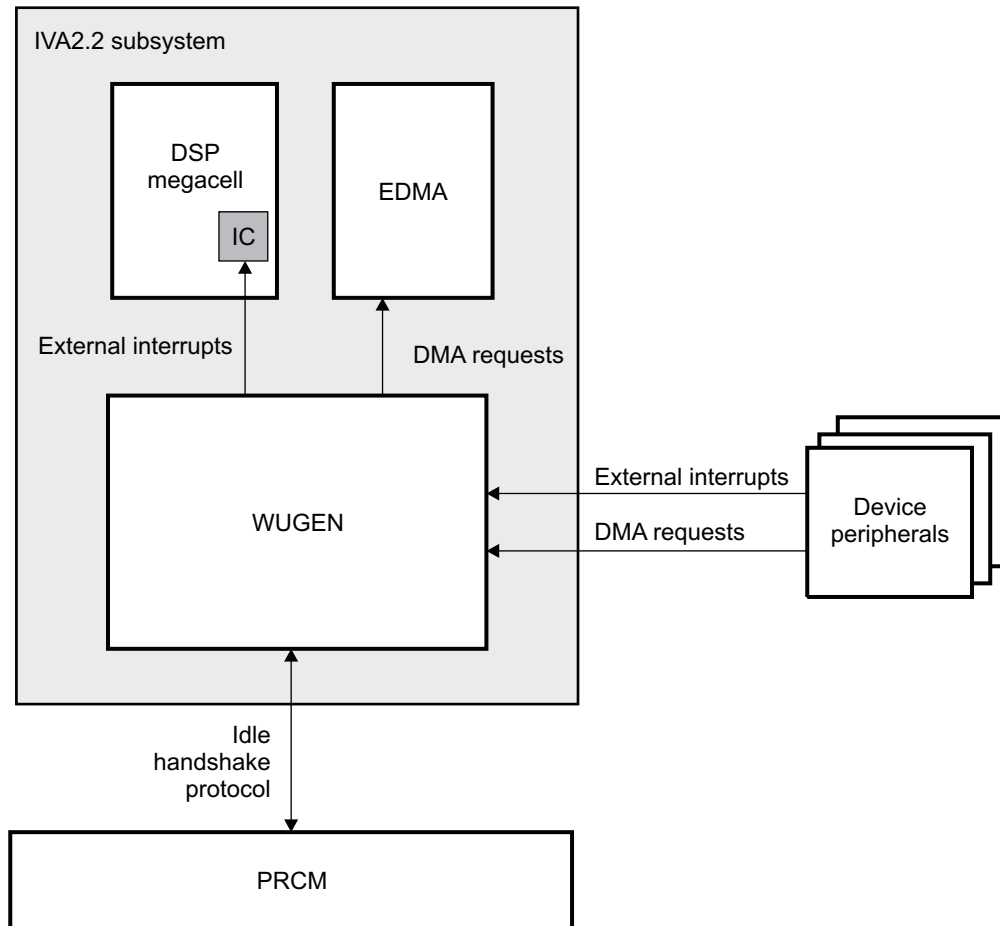 IVA2.2 subsystem
DSP
megacell
IC
EDMA
External interrupts
DMA requests
WUGEN
External interrupts
DMA requests
Device
peripherals
Idle
handshake
protocol
PRCM